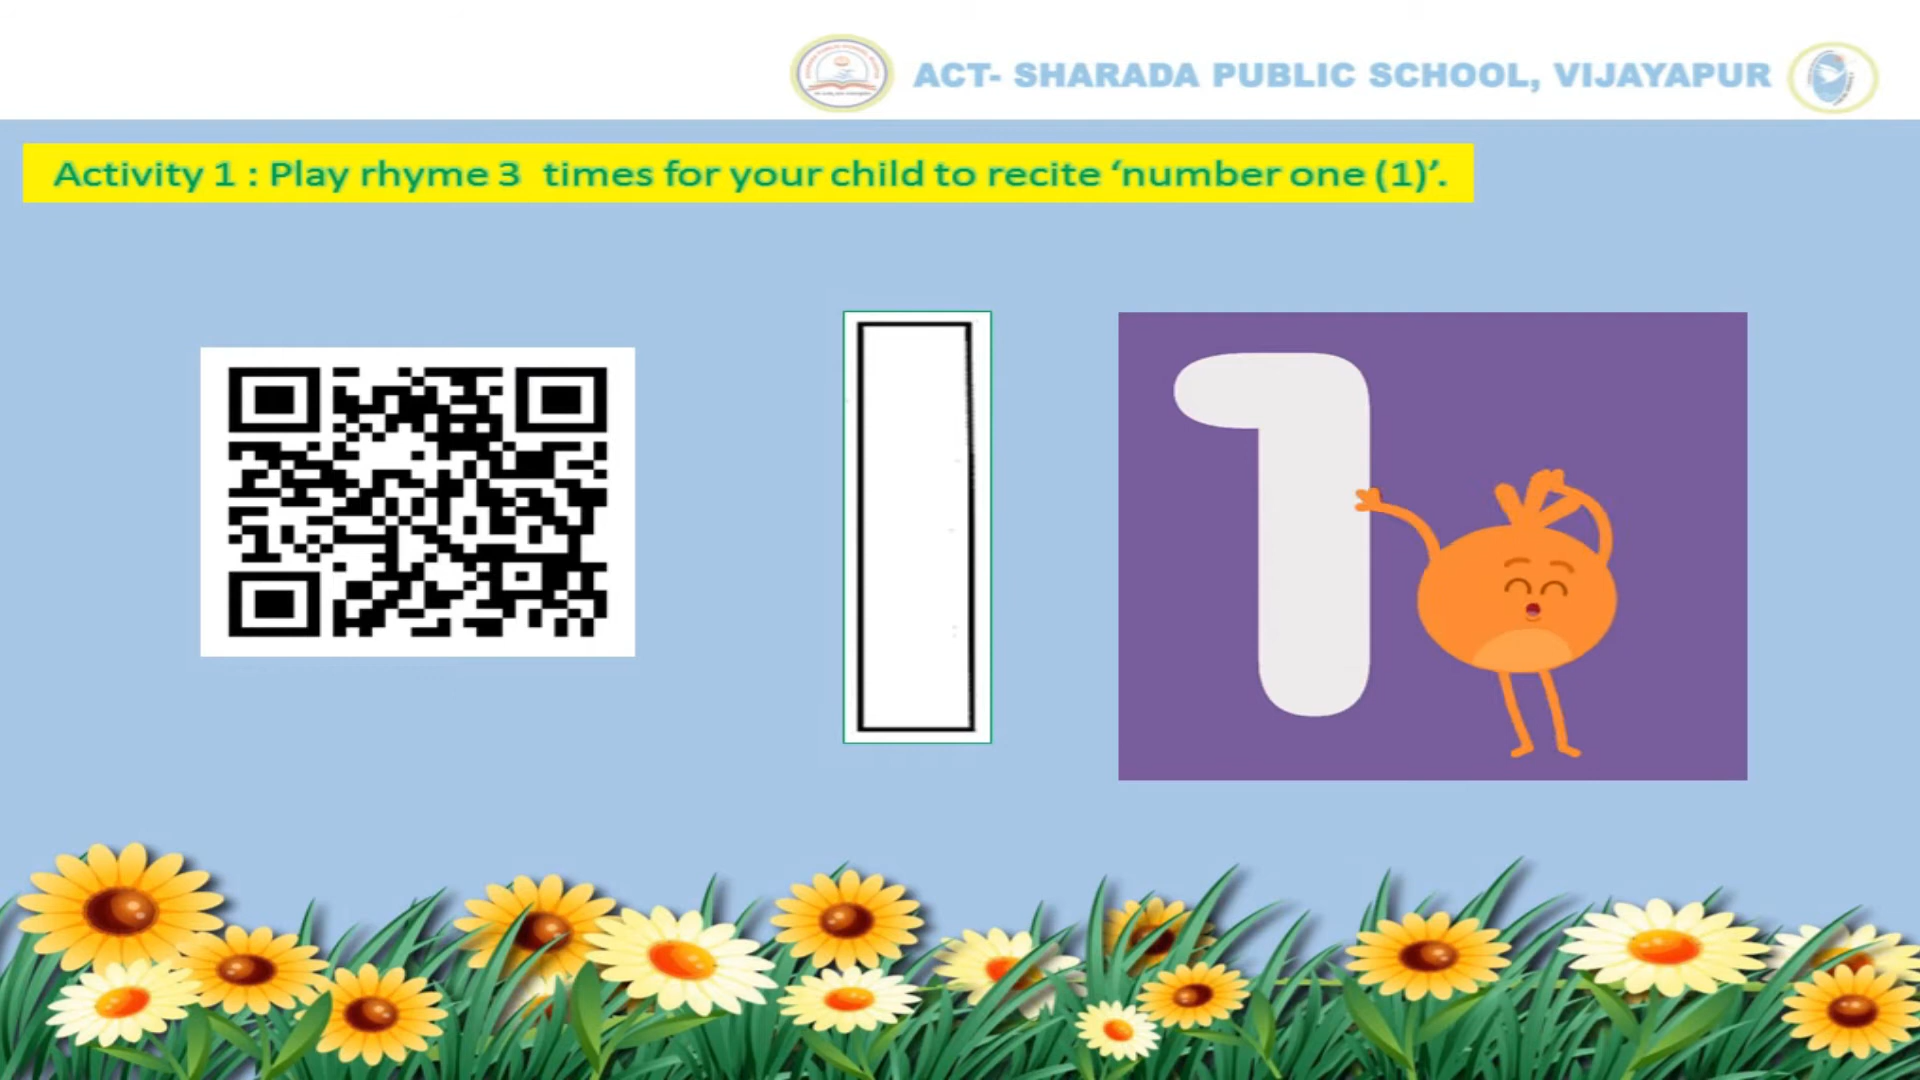 ACT- SHARADA PUBLIC SCHOOL, VIJAYAPUR
Activity 1 : Play rhyme 3 times for your child to recite ‘number one (1)’.
1